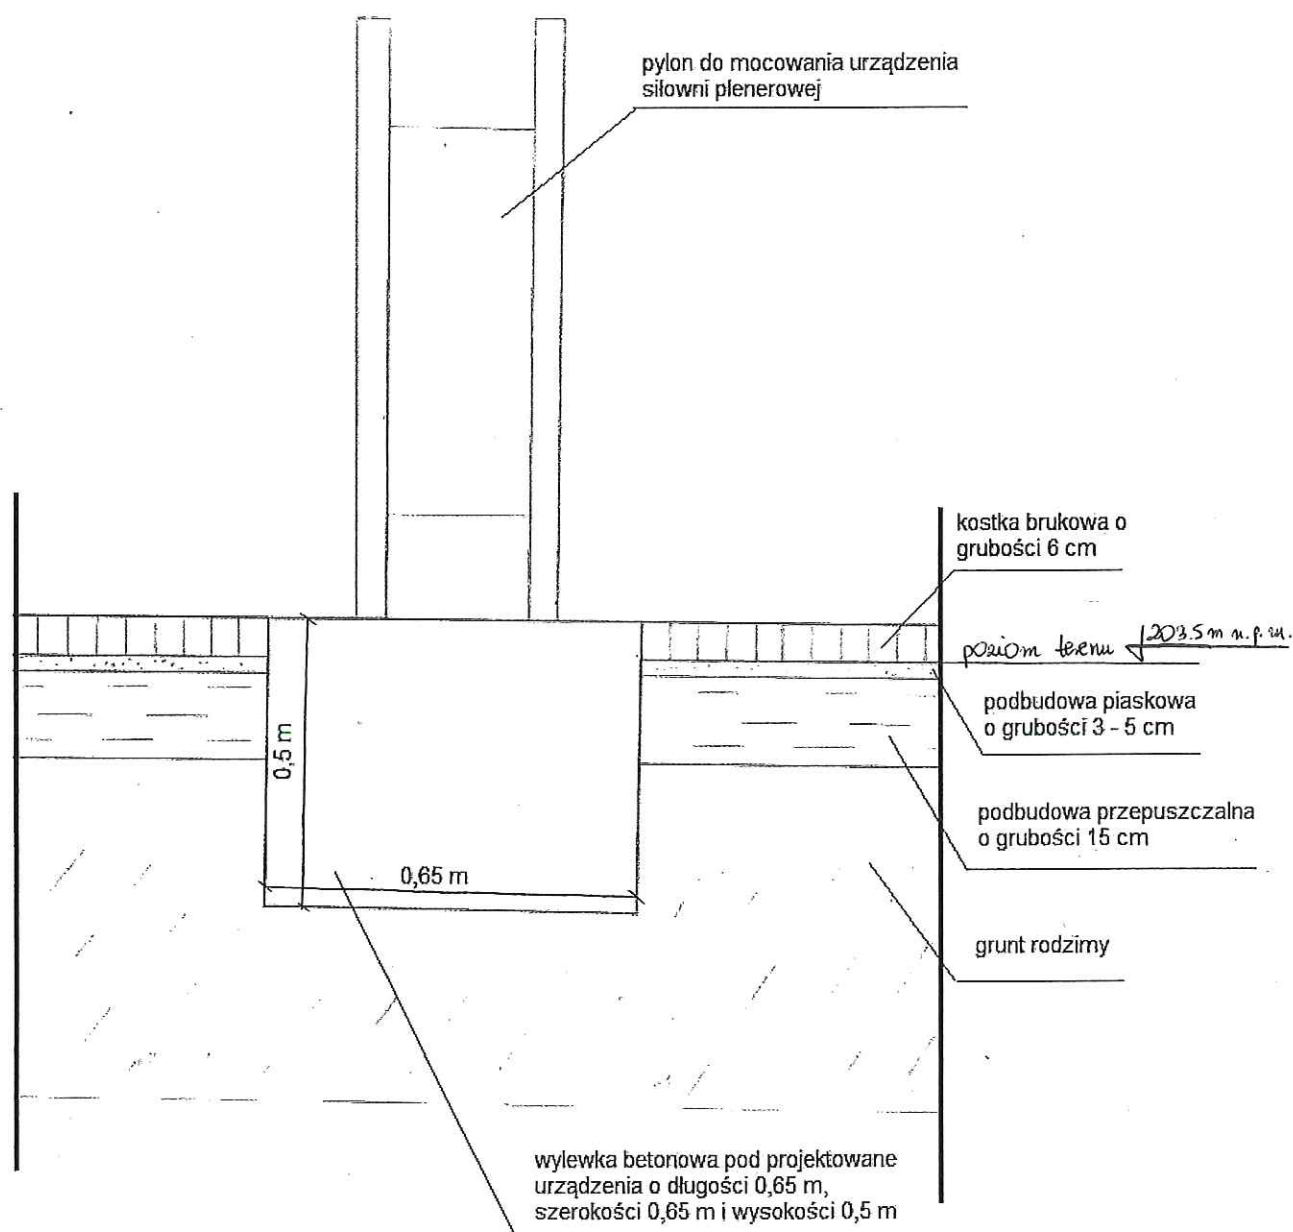 pylon do mocowania urządzenia
siłowni plenerowej
kostka brukowa o
grubości 6 cm
poziom terenu 203.5 m n.p.m.
podbudowa piaskowa
o grubości 3 - 5 cm
0,5 m
podbudowa przepuszczalna
o grubości 15 cm
0,65 m
grunt rodzimy
wylewka betonowa pod projektowane
urządzenia o długości 0,65 m,
szerokości 0,65 m i wysokości 0,5 m